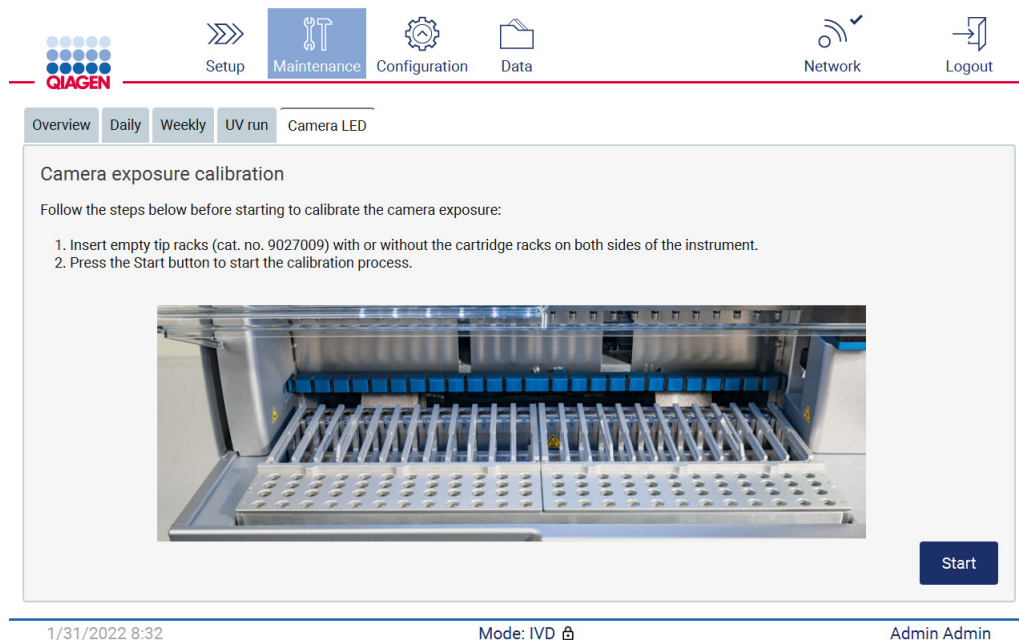 QIAGEN
Setup
Maintenance
Configuration
Data
Network
Logout
Overview
Daily
Weekly
UV run
Camera LED
Camera exposure calibration
Follow the steps below before starting to calibrate the camera exposure:
1. Insert empty tip racks (cat. no. 9027009) with or without the cartridge racks on both sides of the instrument.
2. Press the Start button to start the calibration process.
Start
1/31/2022 8:32
Mode: IVD
Admin Admin